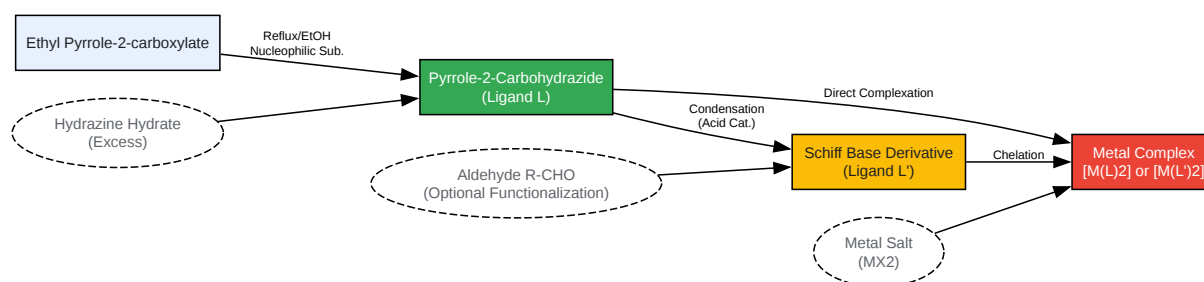 Ethyl Pyrrole-2-carboxylate
Reflux/EtOH
Nucleophilic Sub.
Hydrazine Hydrate
(Excess)
Pyrrole-2-Carbohydrazide
(Ligand L)
Direct Complexation
Condensation
(Acid Cat.)
Aldehyde R-CHO
(Optional Functionalization)
Schiff Base Derivative
(Ligand L')
Chelation
Metal Complex
[M(L)2] or [M(L')2]
Metal Salt
(MX2)